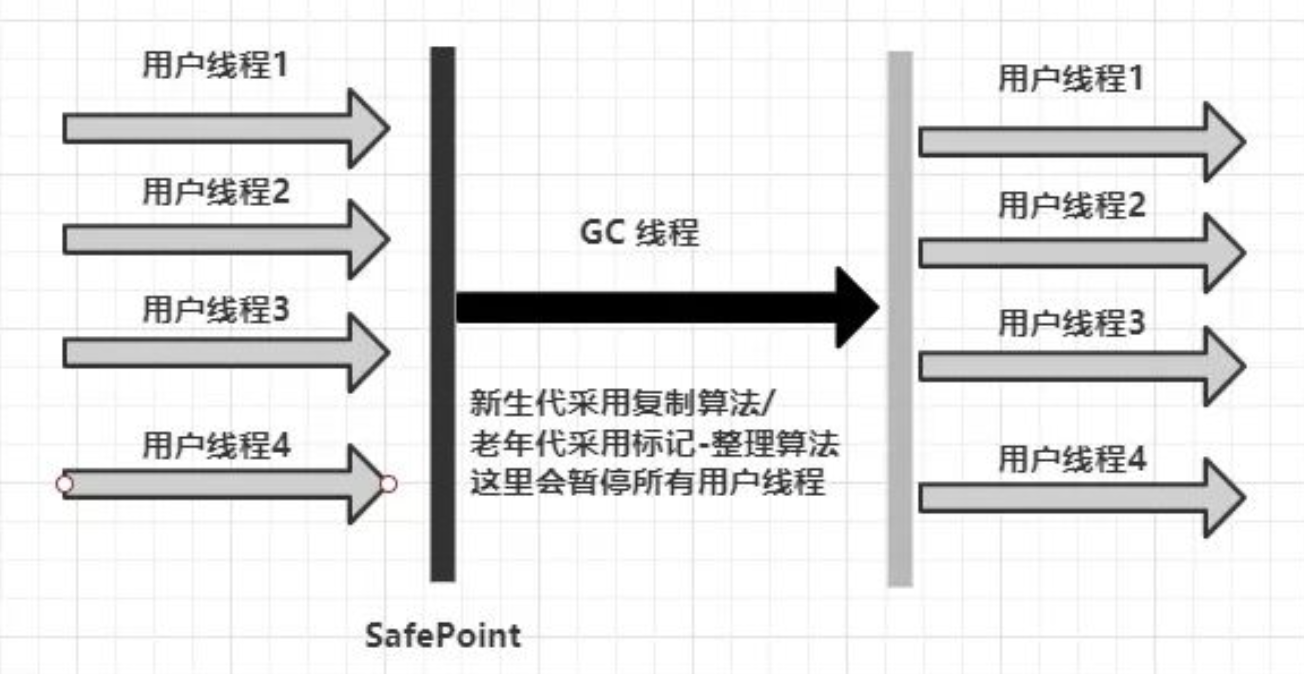 用户线程1
用户线程2
用户线程3
用户线程4
SafePoint
GC 线程
新生代采用复制算法/
老年代采用标记-整理算法
这里会暂停所有用户线程
用户线程1
用户线程2
用户线程3
用户线程4